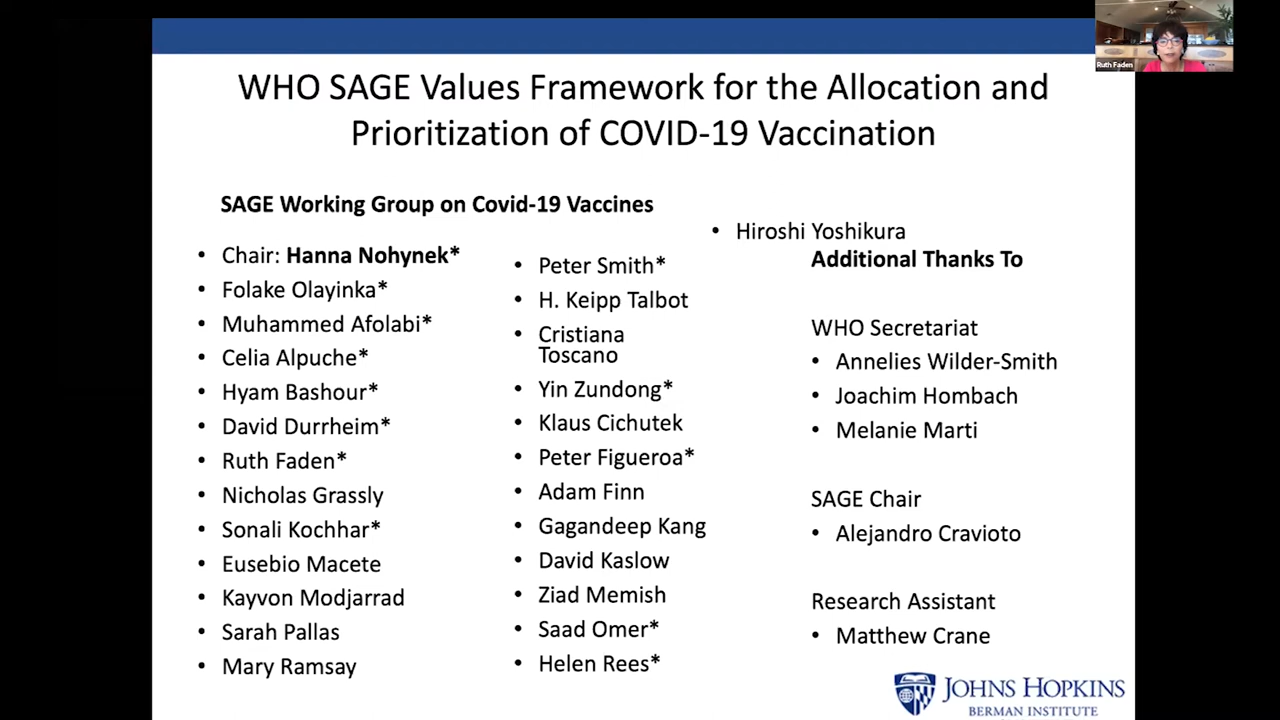 Ruth Faden
WHO SAGE Values Framework for the Allocation and
Prioritization of COVID-19 Vaccination
SAGE Working Group on Covid-19 Vaccines
• Chair: Hanna Nohynek*
• Folake Olayinka*
• Muhammed Afolabi*
• Celia Alpuche*
• Hyam Bashour*
• David Durrheim*
• Ruth Faden*
• Nicholas Grassly
• Sonali Kochhar*
• Eusebio Macete
• Kayvon Modjarrad
• Sarah Pallas
• Mary Ramsay
• Peter Smith*
• H. Keipp Talbot
• Cristiana
Toscano
• Yin Zundong*
• Klaus Cichutek
• Peter Figueroa*
• Adam Finn
• Gagandeep Kang
• David Kaslow
• Ziad Memish
• Saad Omer*
• Helen Rees*
• Hiroshi Yoshikura
Additional Thanks To
WHO Secretariat
• Annelies Wilder-Smith
• Joachim Hombach
• Melanie Marti
SAGE Chair
• Alejandro Cravioto
Research Assistant
• Matthew Crane
JOHNS HOPKINS
BERMAN INSTITUTE